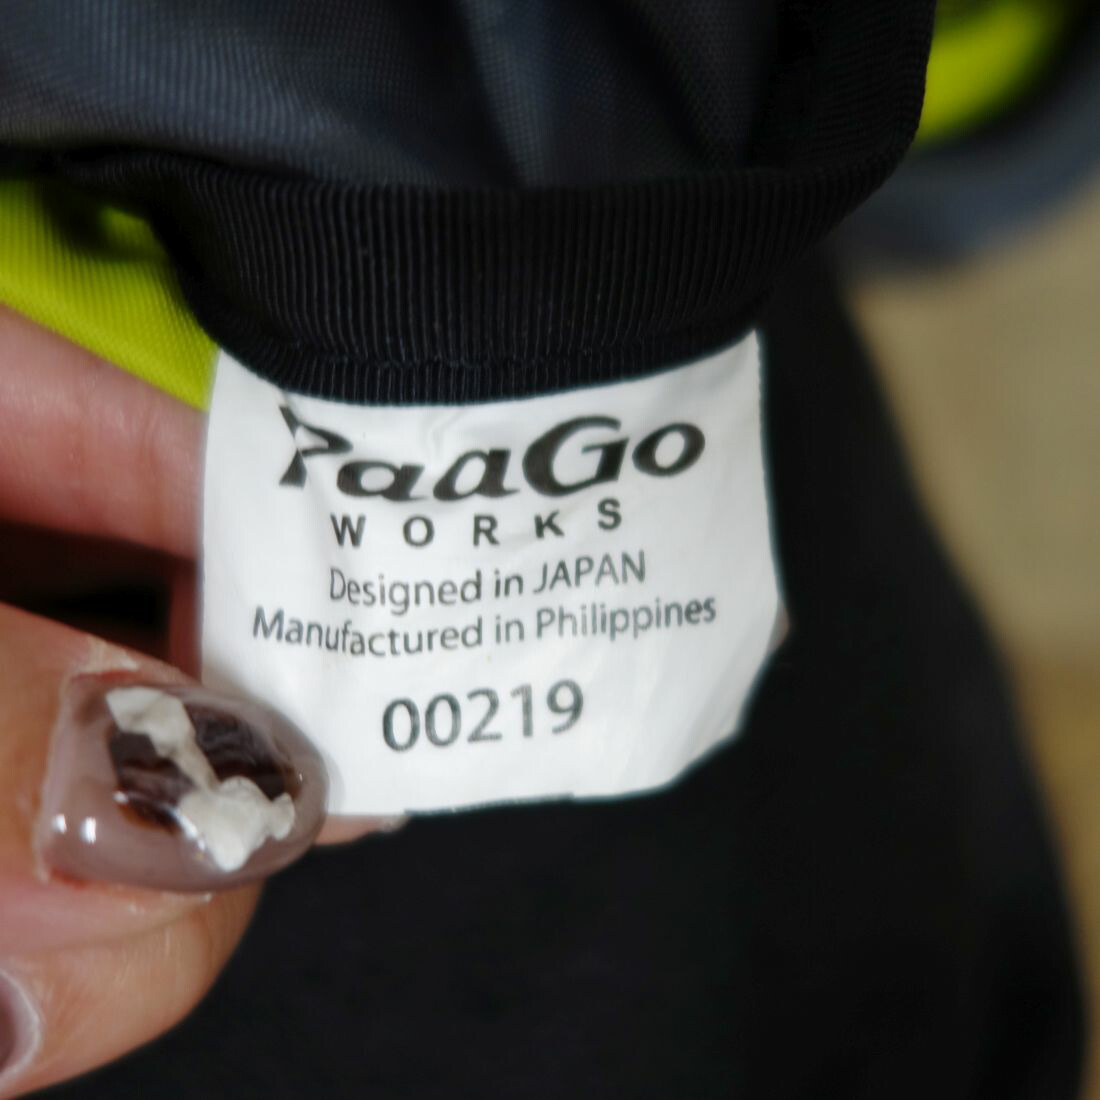 PaaGo
WORKS
Designed in JAPAN
Manufactured in Philippines
00219